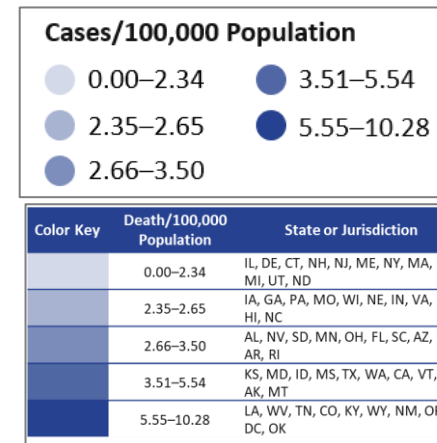 Cases/100,000 Population
0.00–2.34
3.51–5.54
2.35–2.65
5.55–10.28
2.66–3.50
Color Key
Death/100,000
Population
State or Jurisdiction
0.00–2.34
IL, DE, CT, NH, NJ, ME, NY, MA,
MI, UT, ND
2.35–2.65
IA, GA, PA, MO, WI, NE, IN, VA,
HI, NC
2.66–3.50
AL, NV, SD, MN, OH, FL, SC, AZ,
AR, RI
3.51–5.54
KS, MD, ID, MS, TX, WA, CA, VT,
AK, MT
5.55–10.28
LA, WV, TN, CO, KY, WY, NM,
DC, OK